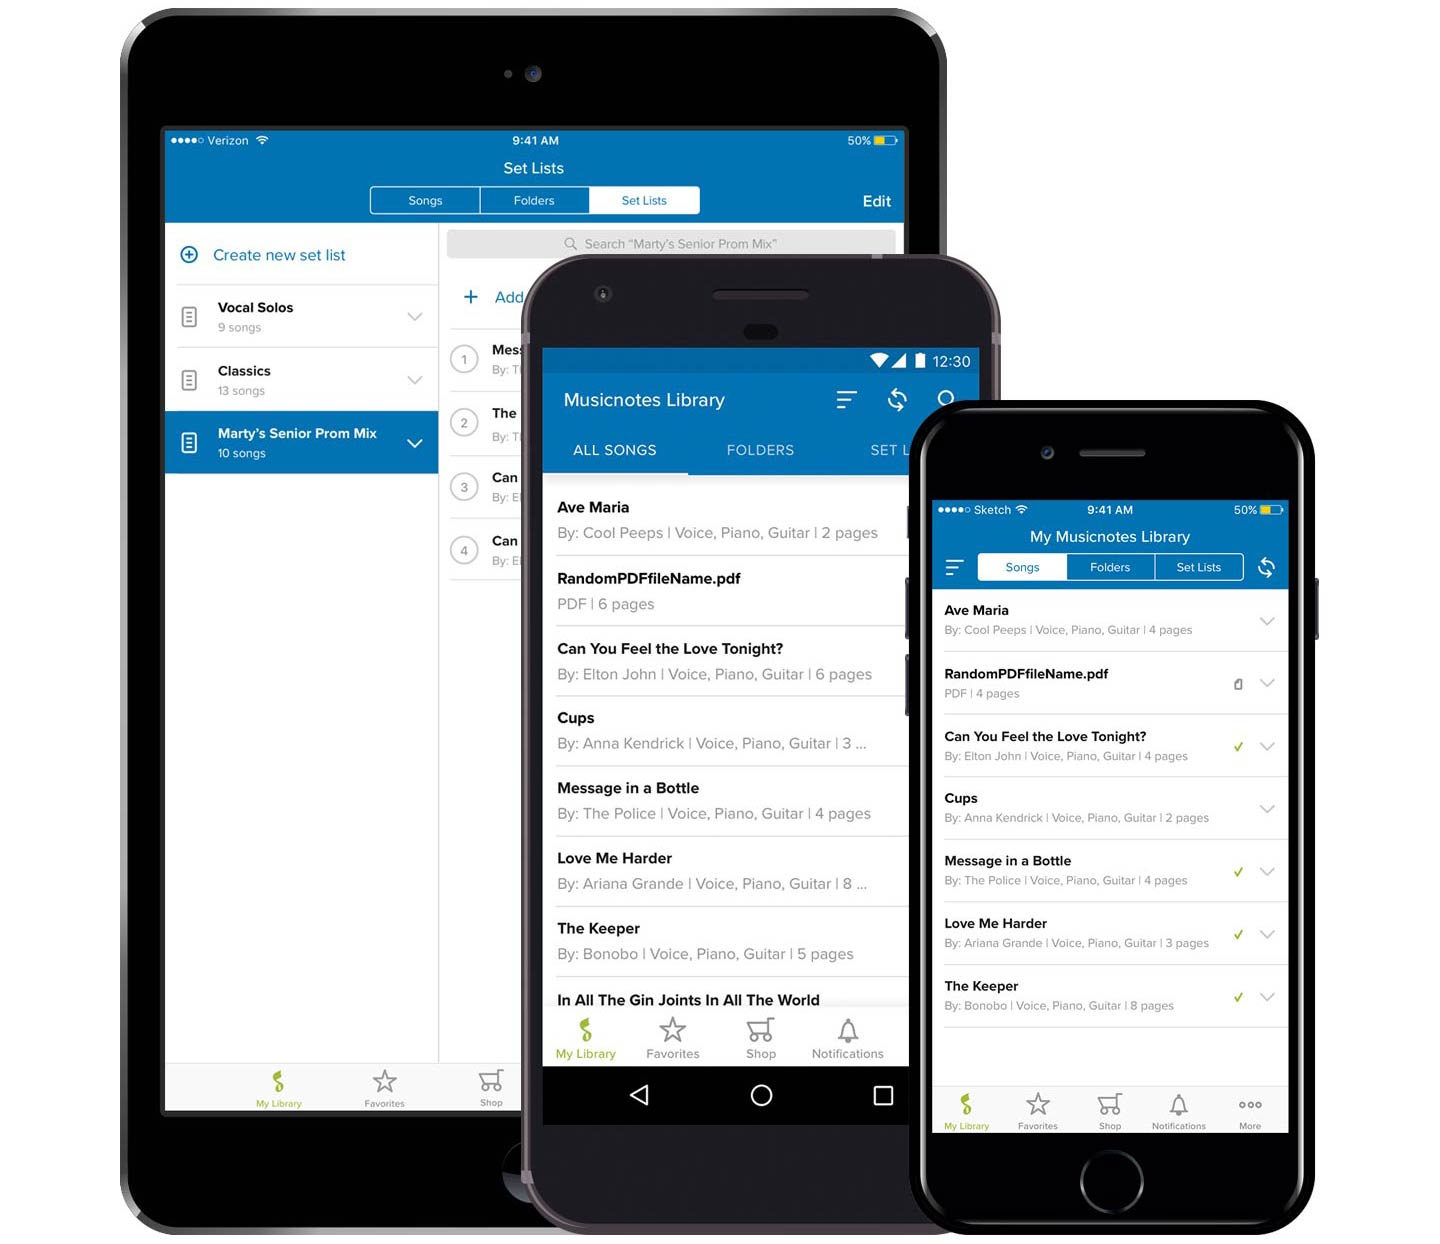 Verizon
9:41 AM
50%
Set Lists
Songs
Folders
Set Lists
Edit
Create new set list
Vocal Solos
9 songs
Classics
13 songs
Marty’s Senior Prom Mix
10 songs
Search “Marty’s Senior Prom Mix”
Add
1
By:
2
The
By:
3
Can
By:
4
Can
By:
My Library
Favorites
Shop
12:30
Musicnotes Library
ALL SONGS
FOLDERS
SET L
Ave Maria
By: Cool Peeps | Voice, Piano, Guitar | 2 pages
RandomPDFfileName.pdf
PDF | 6 pages
Can You Feel the Love Tonight?
By: Elton John | Voice, Piano, Guitar | 6 pages
Cups
By: Anna Kendrick | Voice, Piano, Guitar | 3 ...
Message in a Bottle
By: The Police | Voice, Piano, Guitar | 4 pages
Love Me Harder
By: Ariana Grande | Voice, Piano, Guitar | 8 ...
The Keeper
By: Bonobo | Voice, Piano, Guitar | 5 pages
In All The Gin Joints In All The World
My Library
Favorites
Shop
Notifications
Sketch
9:41 AM
50%
My Musicnotes Library
Songs
Folders
Set Lists
Ave Maria
By: Cool Peeps | Voice, Piano, Guitar | 4 pages
RandomPDFfileName.pdf
PDF | 4 pages
Can You Feel the Love Tonight?
By: Elton John | Voice, Piano, Guitar | 4 pages
Cups
By: Anna Kendrick | Voice, Piano, Guitar | 2 pages
Message in a Bottle
By: The Police | Voice, Piano, Guitar | 4 pages
Love Me Harder
By: Ariana Grande | Voice, Piano, Guitar | 3 pages
The Keeper
By: Bonobo | Voice, Piano, Guitar | 8 pages
My Library
Favorites
Shop
Notifications
More